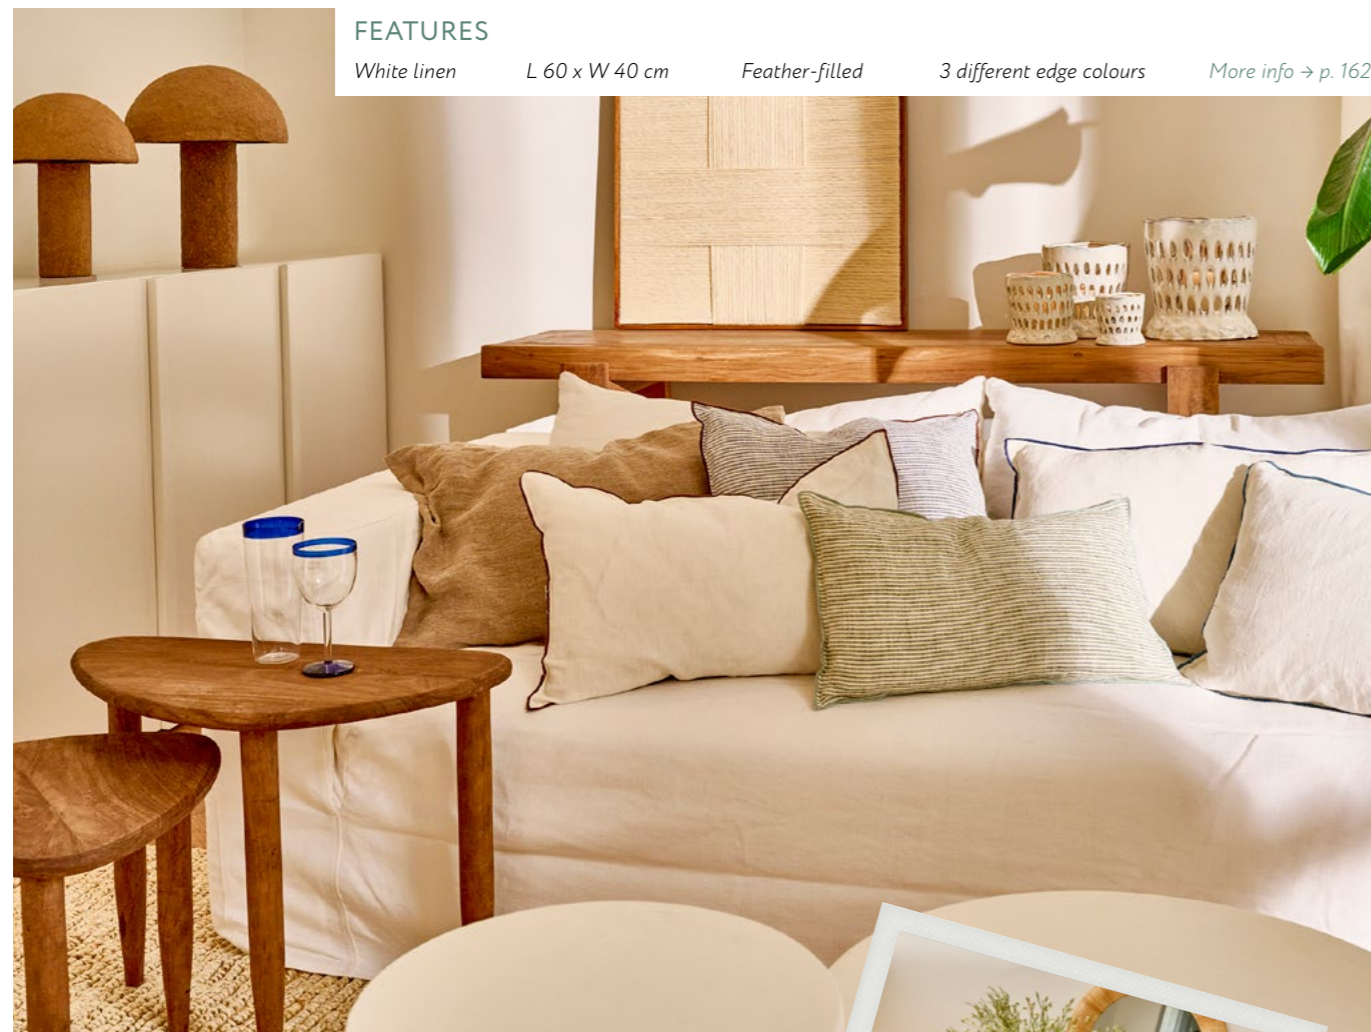 FEATURES
White linen L 60 x W 40 cm Feather-filled 3 different edge colours More info → p. 162